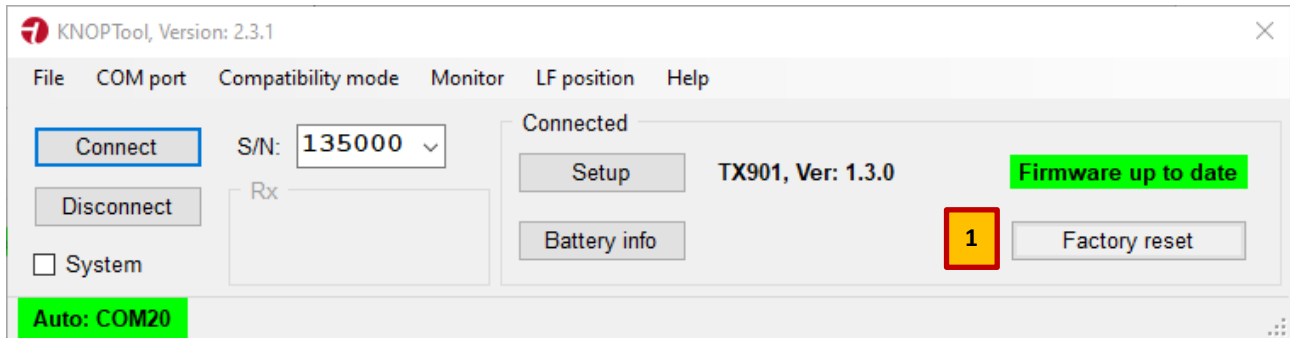 KNOPTool, Version: 2.3.1
File COM port Compatibility mode Monitor LF position Help
Connected
Connect S/N: 135000 Setup TX901, Ver: 1.3.0 Firmware up to date
Rx
Disconnect Battery info 1 Factory reset
System
Auto: COM20